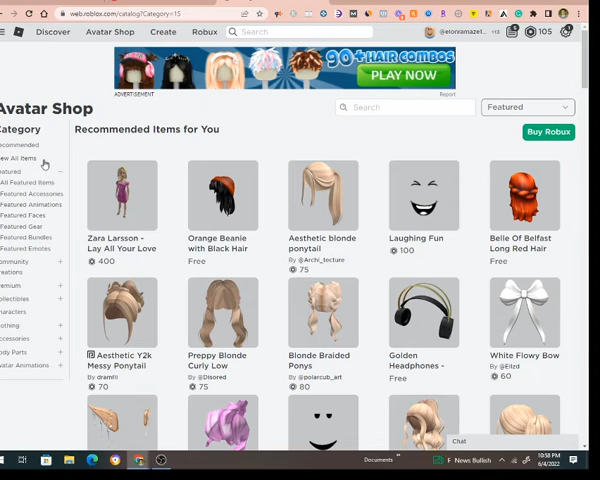 web.roblox.com/catalog?Category=15
Discover
Avatar Shop
Create
Robux
Search
@elonramazel...
+13
105
90+ HAIR COMBOS
PLAY NOW
ADVERTISEMENT
Report
Avatar Shop
Search
Featured
Category
Recommended Items for You
Buy Robux
ecommended
ew All Items
eatured
All Featured Items
Featured Accessories
Featured Animations
Featured Faces
Featured Gear
Featured Bundles
Featured Emotes
ommunity
reations
remium
ollectibles
haracters
lothing
ccessories
ody Parts
vatar Animations
Zara Larsson -
Lay All Your Love
400
Orange Beanie
with Black Hair
Free
Aesthetic blonde
ponytail
By @Archi_tecture
75
Laughing Fun
100
Belle Of Belfast
Long Red Hair
Free
Aesthetic Y2k
Messy Ponytail
By dramfli
70
Preppy Blonde
Curly Low
By @Disored
75
Blonde Braided
Ponys
By @polarcub_art
80
Golden
Headphones -
Free
White Flowy Bow
By @Eltzd
60
Chat
Documents
News Bullish
10:58 PM
6/4/2022